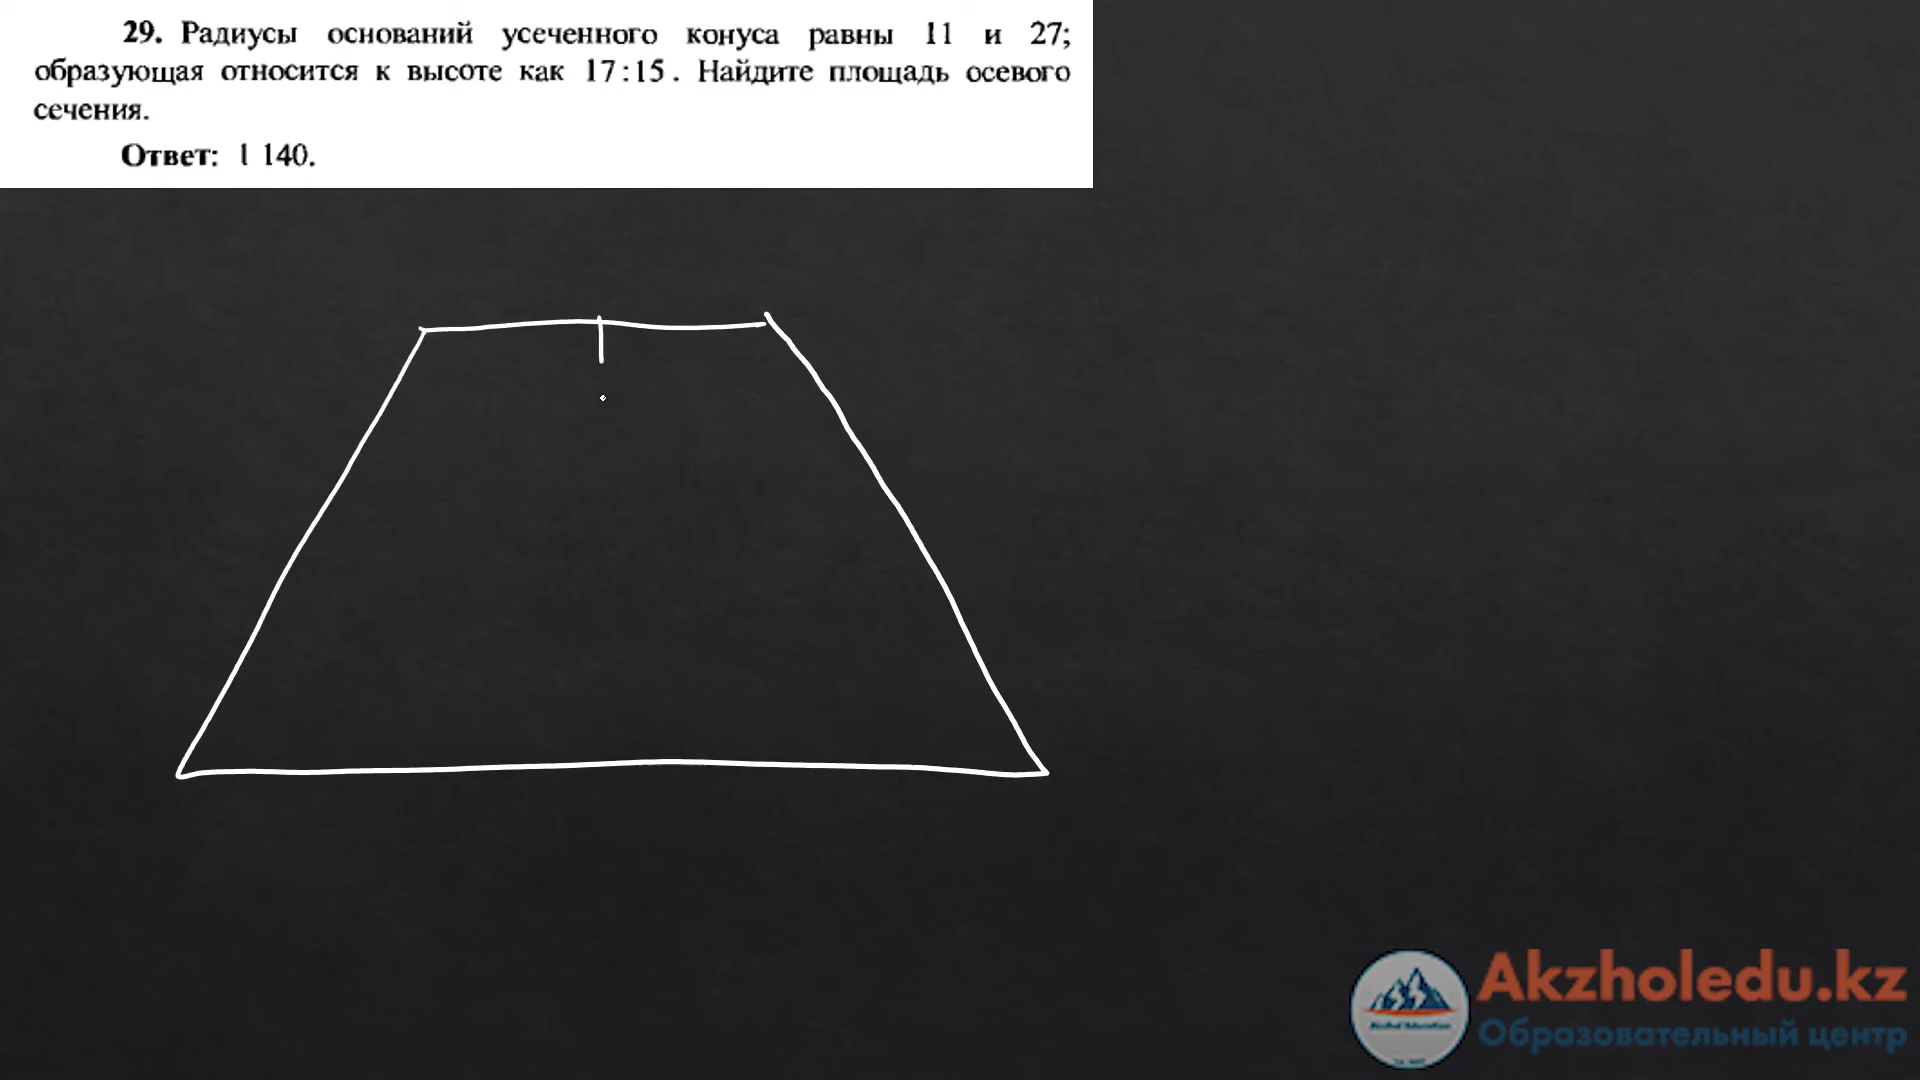 29. Радиусы оснований усеченного конуса равны 11 и 27;
образующая относится к высоте как 17:15. Найдите площадь осевого
сечения.
Ответ: 1 140.
Akzholedu.kz
Образовательный центр